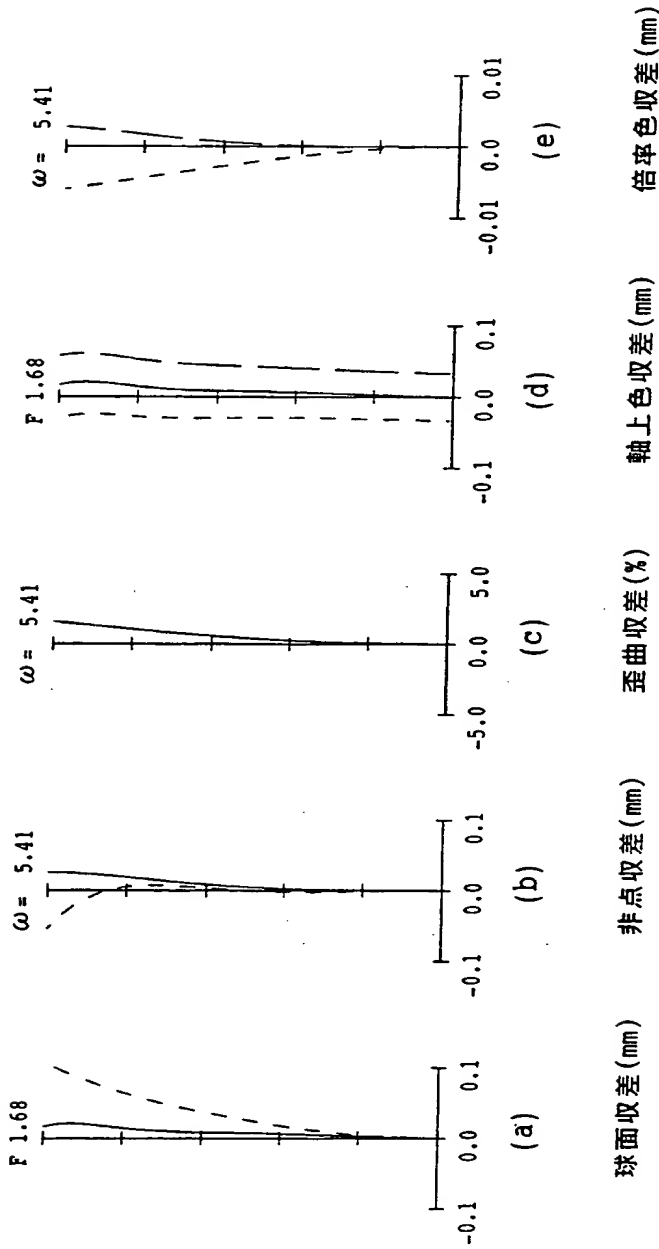 F 1.68
-0.1 0.0 0.1
(a)
球面収差(mm)
ω= 5.41
-0.1 0.0 0.1
(b)
非点収差(mm)
ω= 5.41
-5.0 0.0 5.0
(c)
歪曲収差(%)
F 1.68
-0.1 0.0 0.1
(d)
軸上色収差(mm)
ω= 5.41
-0.01 0.0 0.01
(e)
倍率色収差(mm)